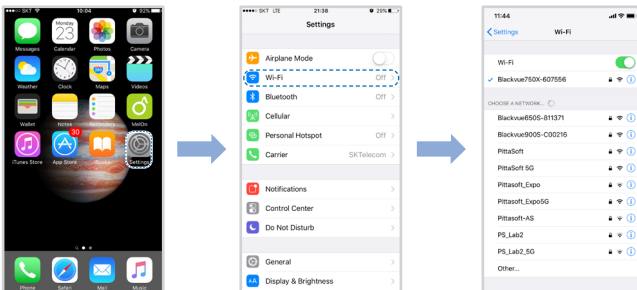 SKT 10:04 92%
Monday
23
Messages Calendar Photos Camera
Weather Clock Maps Videos
Wallet Notes Reminders MelOn
30
iTunes Store App Store iBooks Settings
Phone Safari Mail Music
SKT LTE 21:38 29%
Settings
Airplane Mode
Wi-Fi Off
Bluetooth Off
Cellular
Personal Hotspot Off
Carrier SKTelecom
Notifications
Control Center
Do Not Disturb
General
AA Display & Brightness
11:44
Settings Wi-Fi
Wi-Fi
Blackvue750X-607556
CHOOSE A NETWORK...
Blackvue650S-811371
Blackvue900S-C00216
PittaSoft
PittaSoft 5G
Pittasoft_Expo
Pittasoft_Expo5G
Pittasoft-AS
PS_Lab2
PS_Lab2_5G
Other...